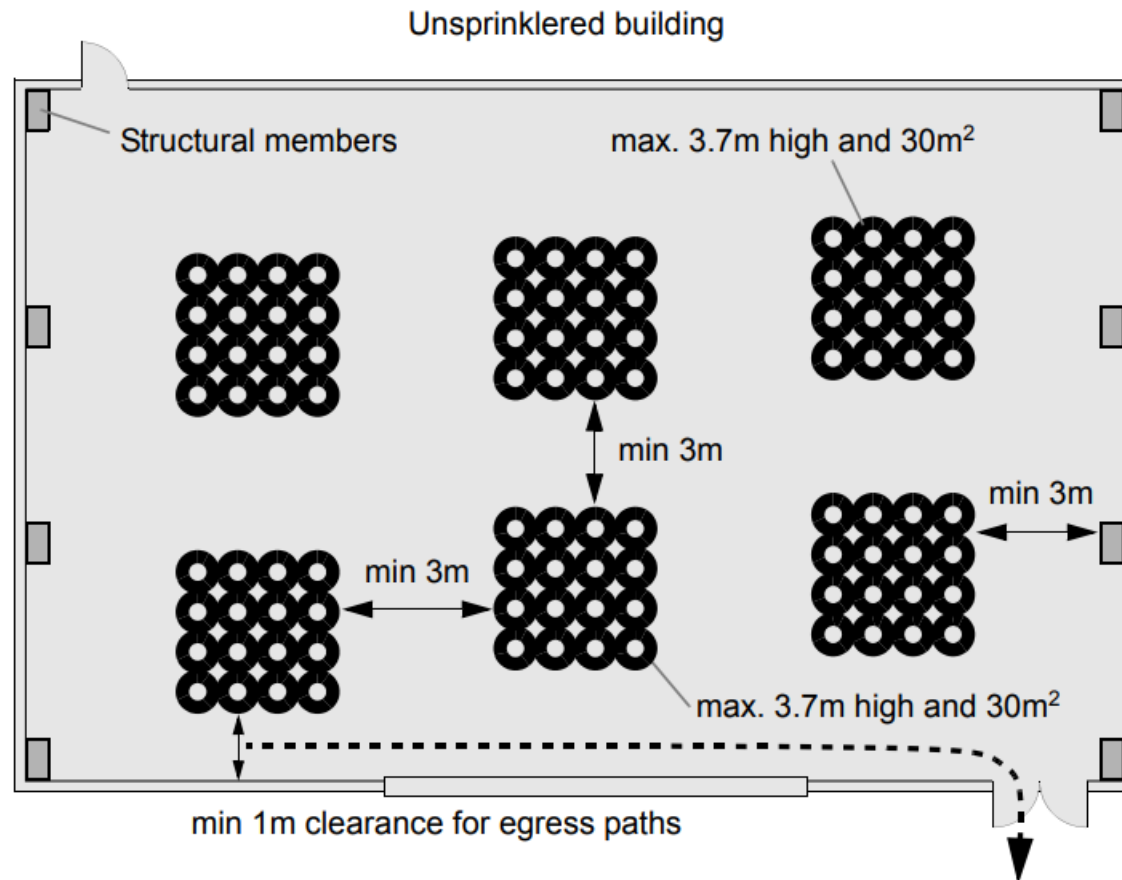 Unsprinklered building
Structural members
max. 3.7m high and 30m²
min 3m
min 3m
min 3m
max. 3.7m high and 30m²
min 1m clearance for egress paths